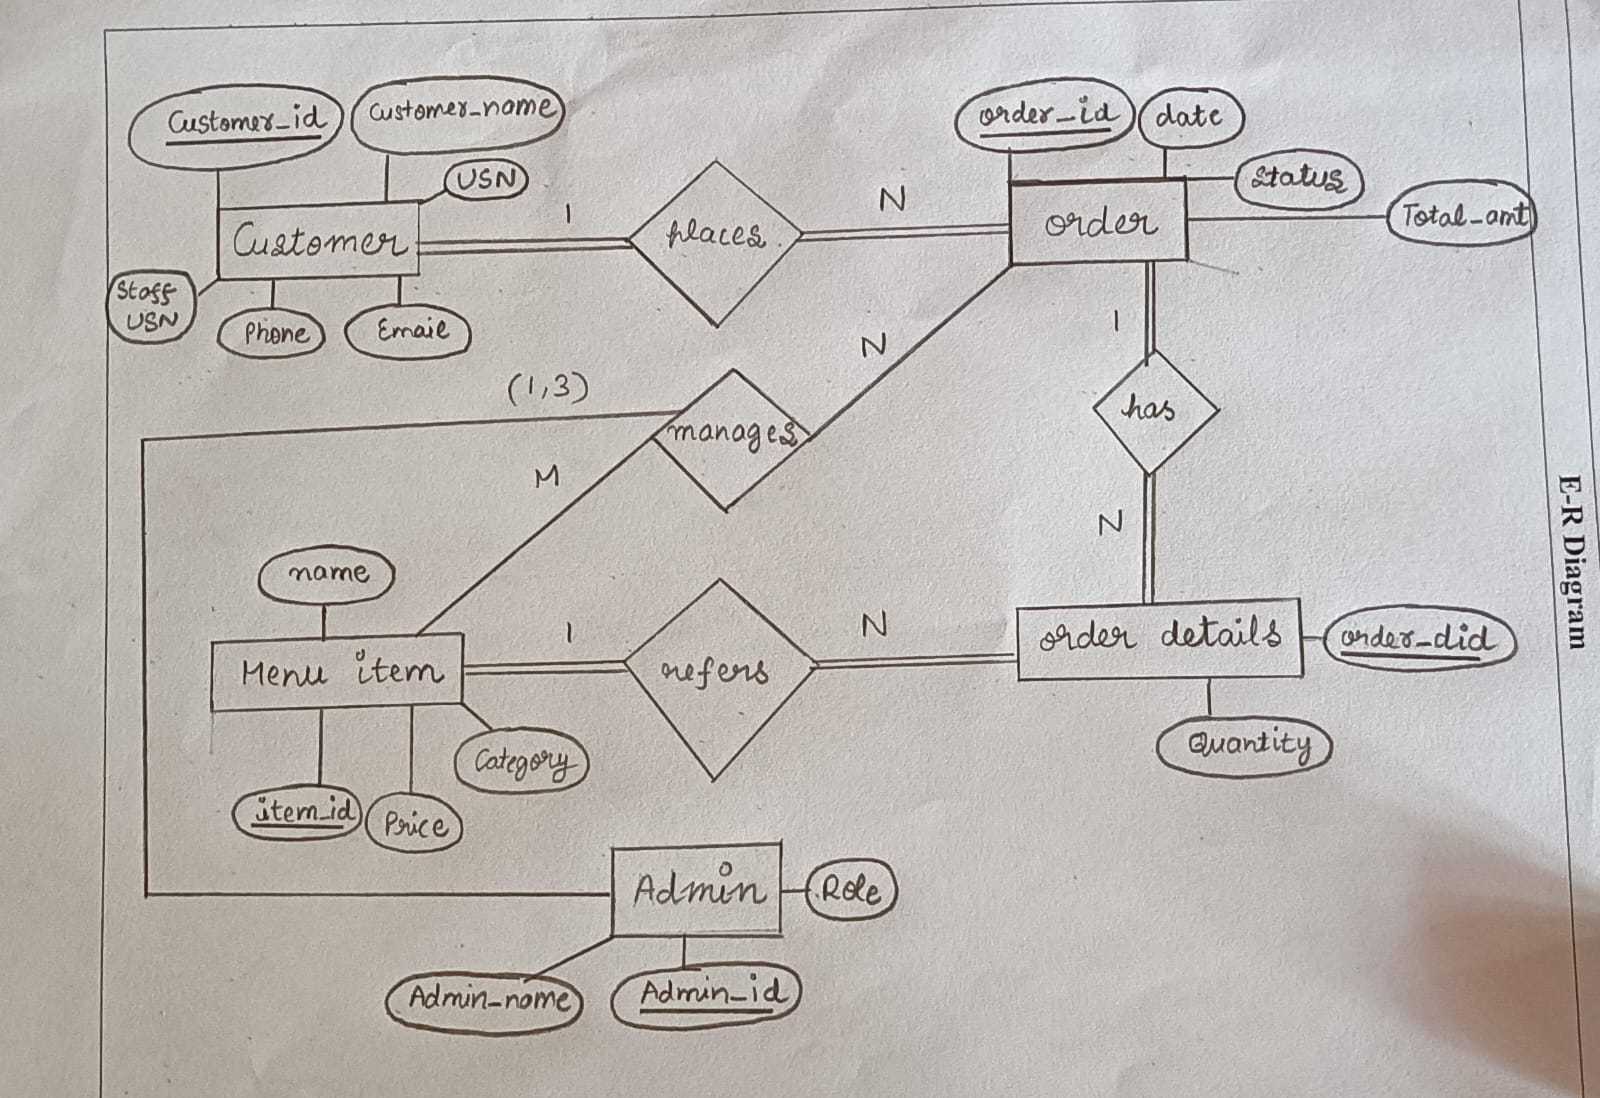 Customer_id
Customer_name
order_id
date
USN
Status
Total_amt
1
N
Customer
places
order
Staff
USN
Phone
Email
1
N
(1,3)
has
manages
M
N
name
1
N
order details
order_did
Menu item
refers
Category
Quantity
item_id
Price
Admin
Role
Admin_name
Admin_id
E-R Diagram